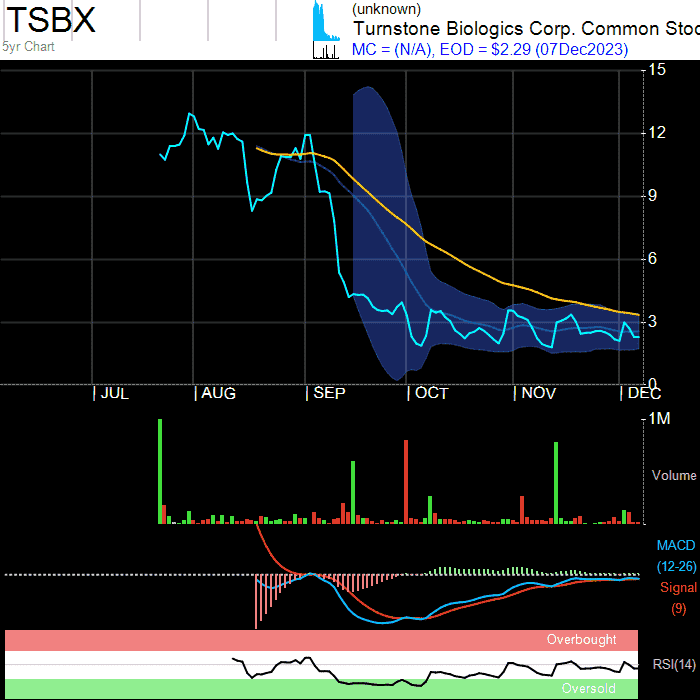 TSBX
5yr Chart
(unknown)
Turnstone Biologics Corp. Common Stoc
MC = (N/A), EOD = $2.29 (07Dec2023)
15
12
9
6
3
0
JUL
AUG
SEP
OCT
NOV
DEC
1M
Volume
MACD
(12-26)
Signal
(9)
Overbought
RSI(14)
Oversold